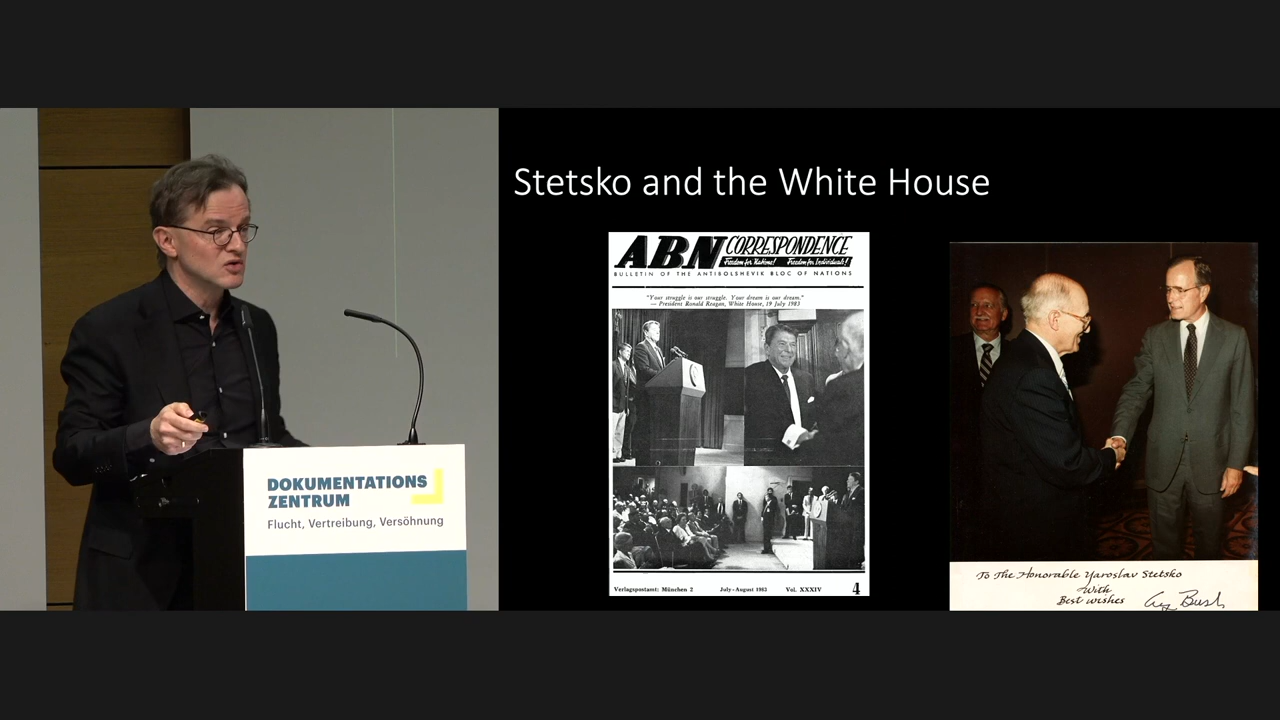 Stetsko and the White House
ABN CORRESPONDENCE
Freedom for Nations! Freedom for Individuals!
BULLETIN OF THE ANTIBOLSHEVIK BLOC OF NATIONS
"Your struggle is our struggle. Your dream is our dream."
— President Ronald Reagan, White House, 19 July 1983
Verlagspostamt: München 2 July-August 1983 Vol. XXXIV 4
To The Honorable Yaroslav Stetsko
With
Best wishes
Bush
DOKUMENTATIONS
ZENTRUM
Flucht, Vertreibung, Versöhnung